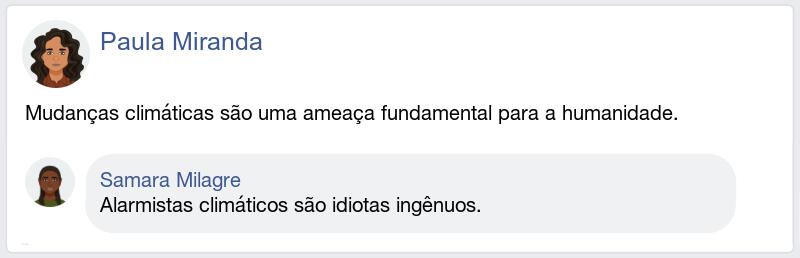 Paula Miranda
Mudanças climáticas são uma ameaça fundamental para a humanidade.
Samara Milagre
Alarmistas climáticos são idiotas ingênuos.